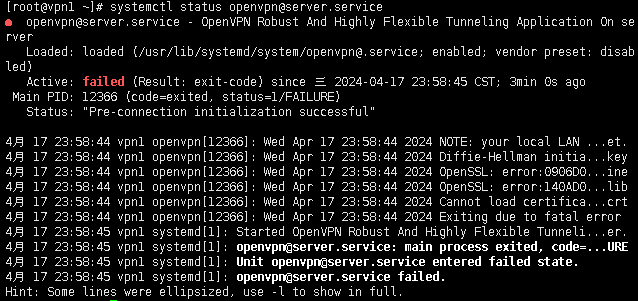 [root@vpn1 ~]# systemctl status openvpn@server.service
● openvpn@server.service - OpenVPN Robust And Highly Flexible Tunneling Application On se
rver
Loaded: loaded (/usr/lib/systemd/system/openvpn@.service; enabled; vendor preset: disab
led)
Active: failed (Result: exit-code) since 三 2024-04-17 23:58:45 CST; 3min 0s ago
Main PID: 12366 (code=exited, status=1/FAILURE)
Status: "Pre-connection initialization successful"
4月 17 23:58:44 vpn1 openvpn[12366]: Wed Apr 17 23:58:44 2024 NOTE: your local LAN ...et.
4月 17 23:58:44 vpn1 openvpn[12366]: Wed Apr 17 23:58:44 2024 Diffie-Hellman initia...key
4月 17 23:58:44 vpn1 openvpn[12366]: Wed Apr 17 23:58:44 2024 OpenSSL: error:0906D0...ine
4月 17 23:58:44 vpn1 openvpn[12366]: Wed Apr 17 23:58:44 2024 OpenSSL: error:140AD0...lib
4月 17 23:58:44 vpn1 openvpn[12366]: Wed Apr 17 23:58:44 2024 Cannot load certifica...crt
4月 17 23:58:44 vpn1 openvpn[12366]: Wed Apr 17 23:58:44 2024 Exiting due to fatal error
4月 17 23:58:45 vpn1 systemd[1]: Started OpenVPN Robust And Highly Flexible Tunneli...er.
4月 17 23:58:45 vpn1 systemd[1]: openvpn@server.service: main process exited, code=...URE
4月 17 23:58:45 vpn1 systemd[1]: Unit openvpn@server.service entered failed state.
4月 17 23:58:45 vpn1 systemd[1]: openvpn@server.service failed.
Hint: Some lines were ellipsized, use -l to show in full.